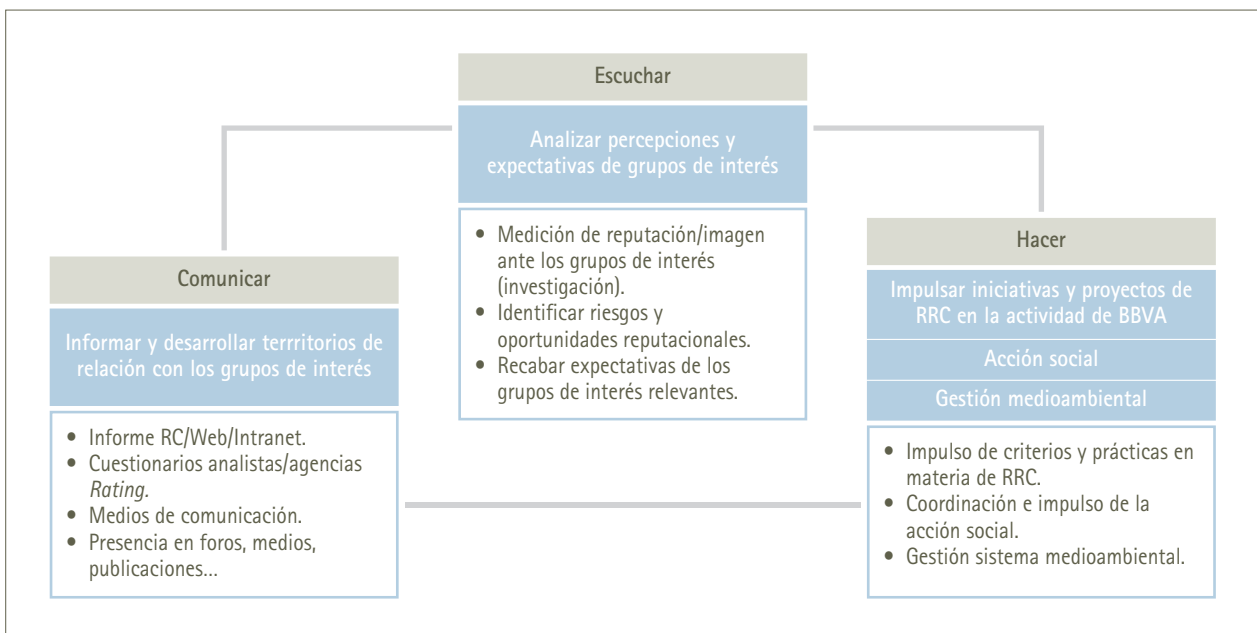 Escuchar
Analizar percepciones y
expectativas de grupos de interés
• Medición de reputación/imagen
ante los grupos de interés
(investigación).
• Identificar riesgos y
oportunidades reputacionales.
• Recabar expectativas de los
grupos de interés relevantes.
Comunicar
Informar y desarrollar terrritorios de
relación con los grupos de interés
• Informe RC/Web/Intranet.
• Cuestionarios analistas/agencias
Rating.
• Medios de comunicación.
• Presencia en foros, medios,
publicaciones...
Hacer
Impulsar iniciativas y proyectos de
RRC en la actividad de BBVA
Acción social
Gestión medioambiental
• Impulso de criterios y prácticas en
materia de RRC.
• Coordinación e impulso de la
acción social.
• Gestión sistema medioambiental.